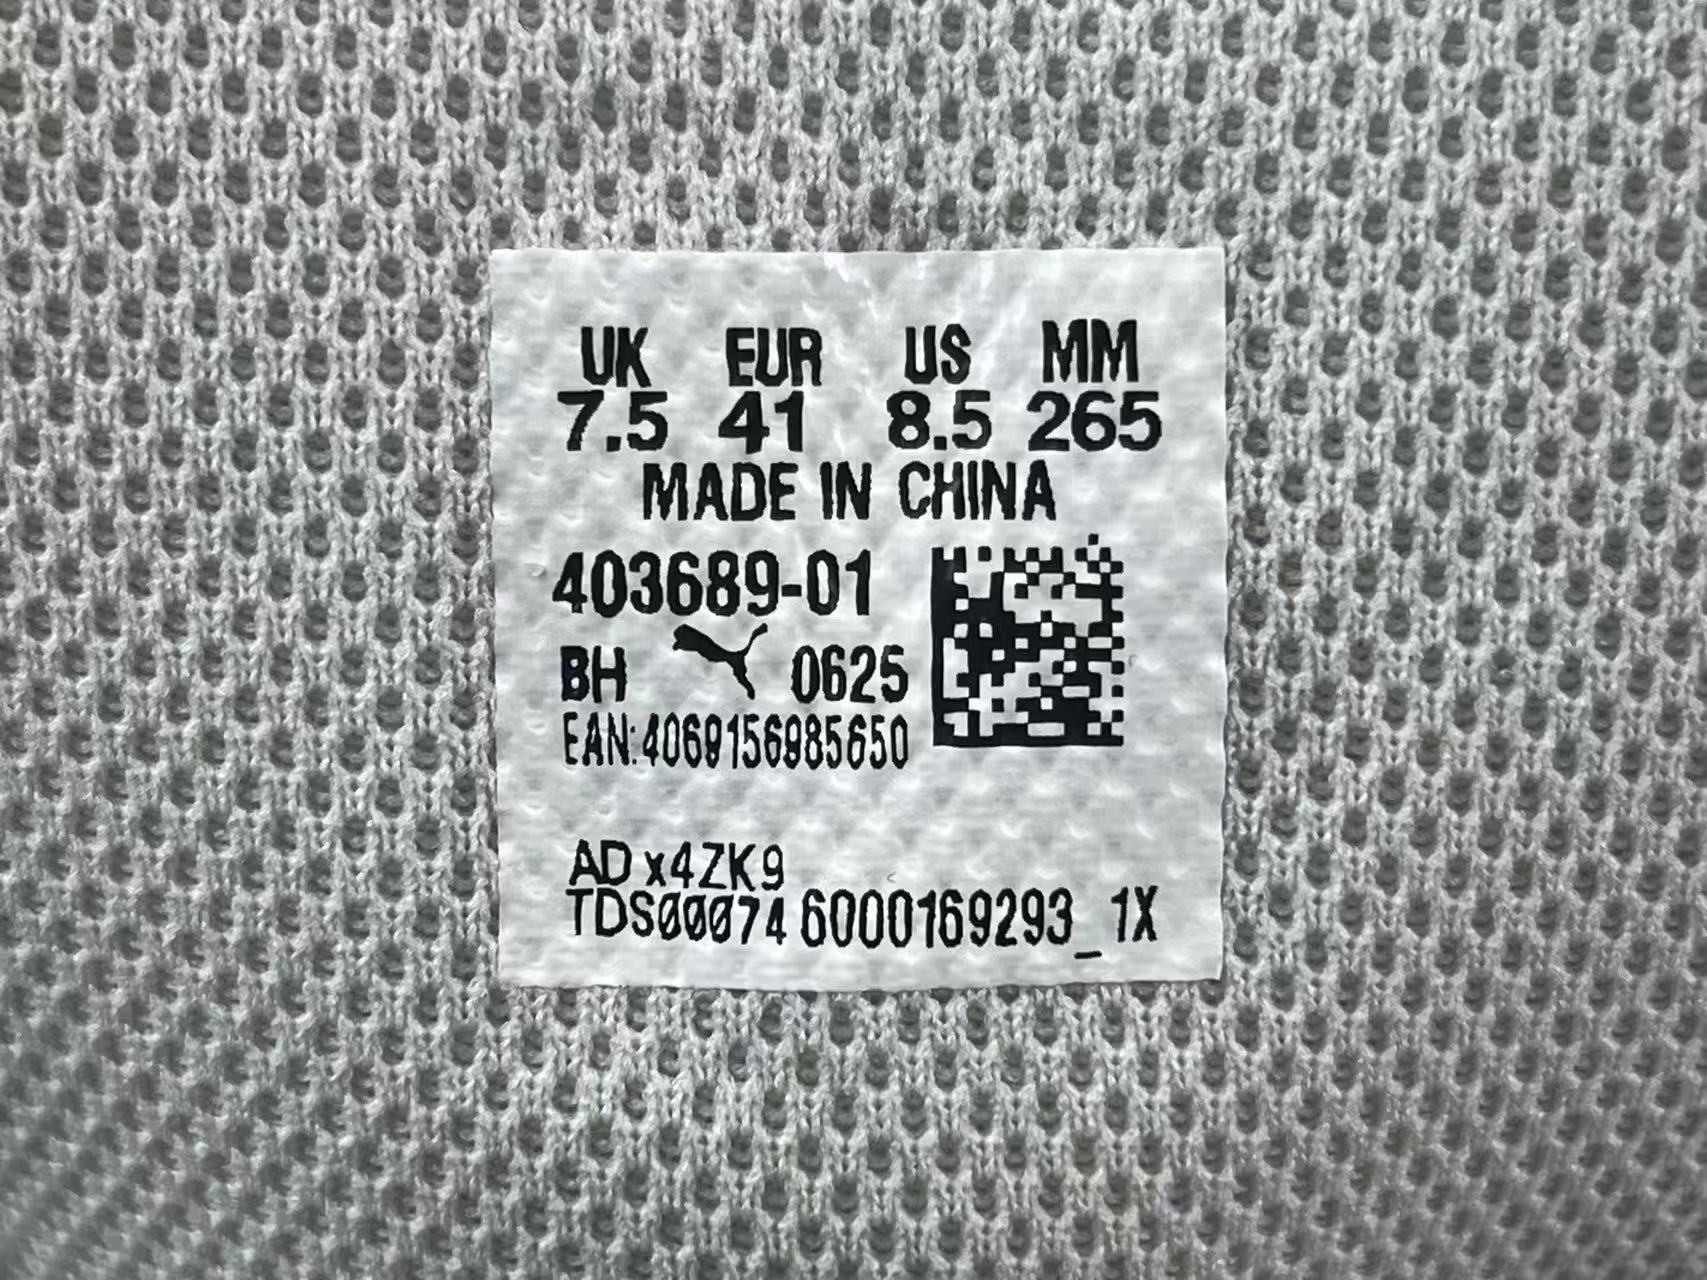 UK EUR US MM
7.5 41 8.5 265
MADE IN CHINA
403689-01
BH 0625
EAN:4069156985650
AD x4ZK9
TDS00074 6000169293_1X